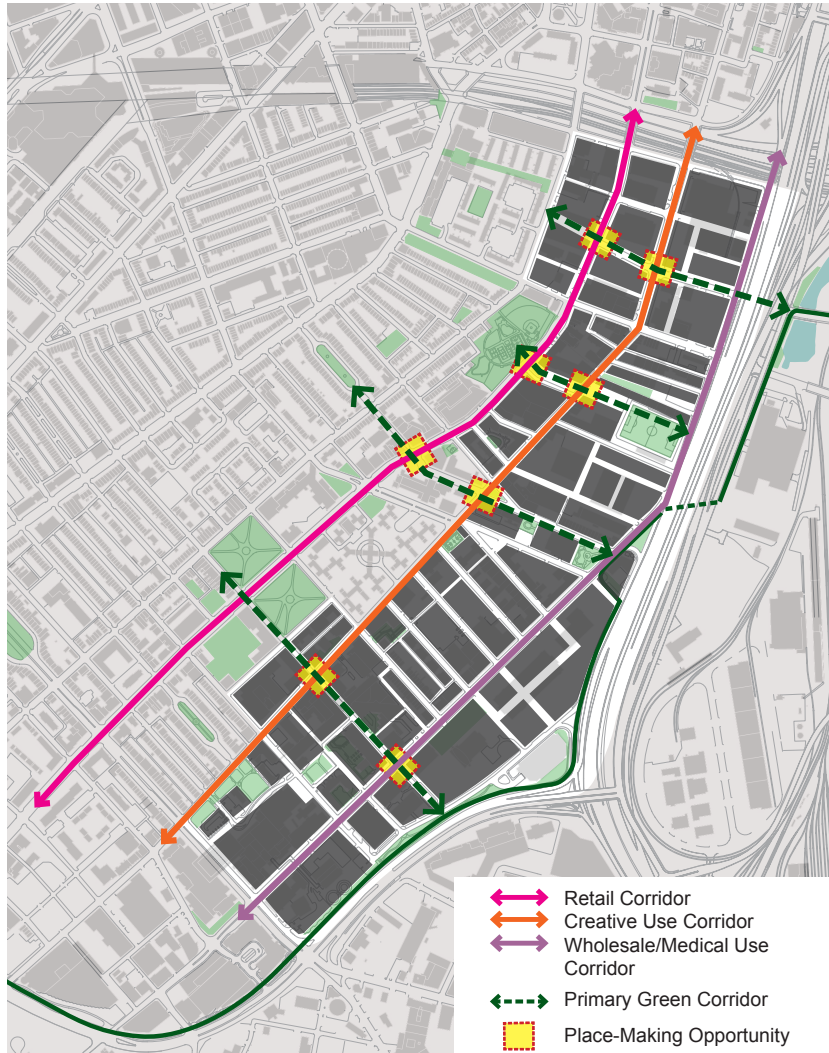 Retail Corridor
Creative Use Corridor
Wholesale/Medical Use
Corridor
Primary Green Corridor
Place-Making Opportunity